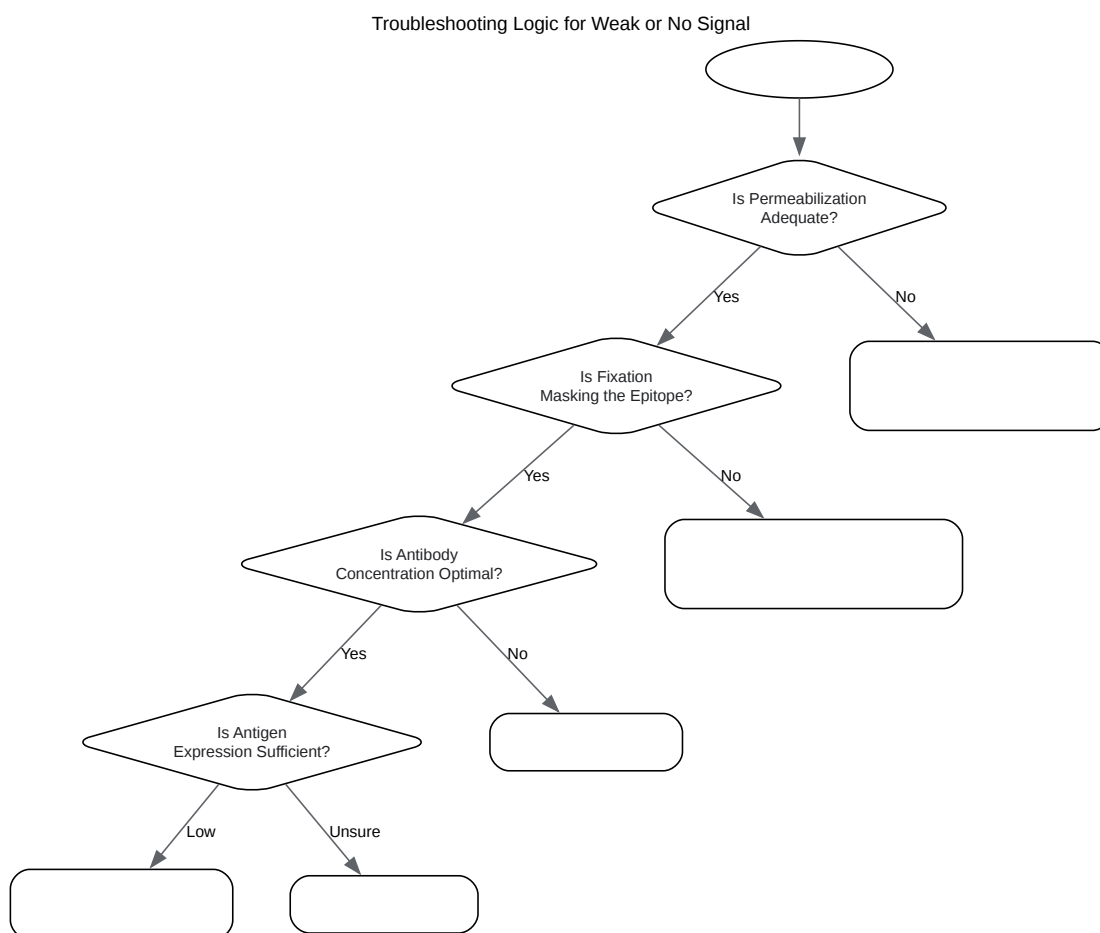 Troubleshooting Logic for Weak or No Signal
Is Permeabilization
Adequate?
Yes
No
Is Fixation
Masking the Epitope?
Yes
No
Is Antibody
Concentration Optimal?
Yes
No
Is Antigen
Expression Sufficient?
Low
Unsure